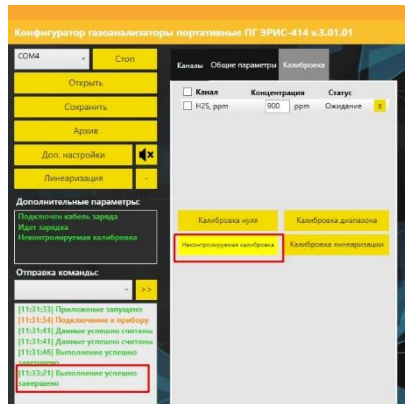 Конфигуратор газоанализаторы портативные ПГ ЭРИС-414 v.3.01.01
COM4 Стоп
Открыть
Сохранить
Архив
Доп. настройки
Линеаризация -
Дополнительные параметры:
Подключен кабель заряда
Идет зарядка
Неконтролируемая калибровка
Отправка команды:
>>
[11:31:33] Приложение запущено
[11:31:34] Подключение к прибору
[11:31:41] Данные успешно считаны
[11:31:41] Данные успешно считаны
[11:31:46] Выполнение успешно
завершено
[11:33:21] Выполнение успешно
завершено
Каналы Общие параметры Калибровка
Канал Концентрация Статус
H2S, ppm 900 ppm Ожидание
Калибровка нуля Калибровка диапазона
Неконтролируемая калибровка Калибровка линеаризации